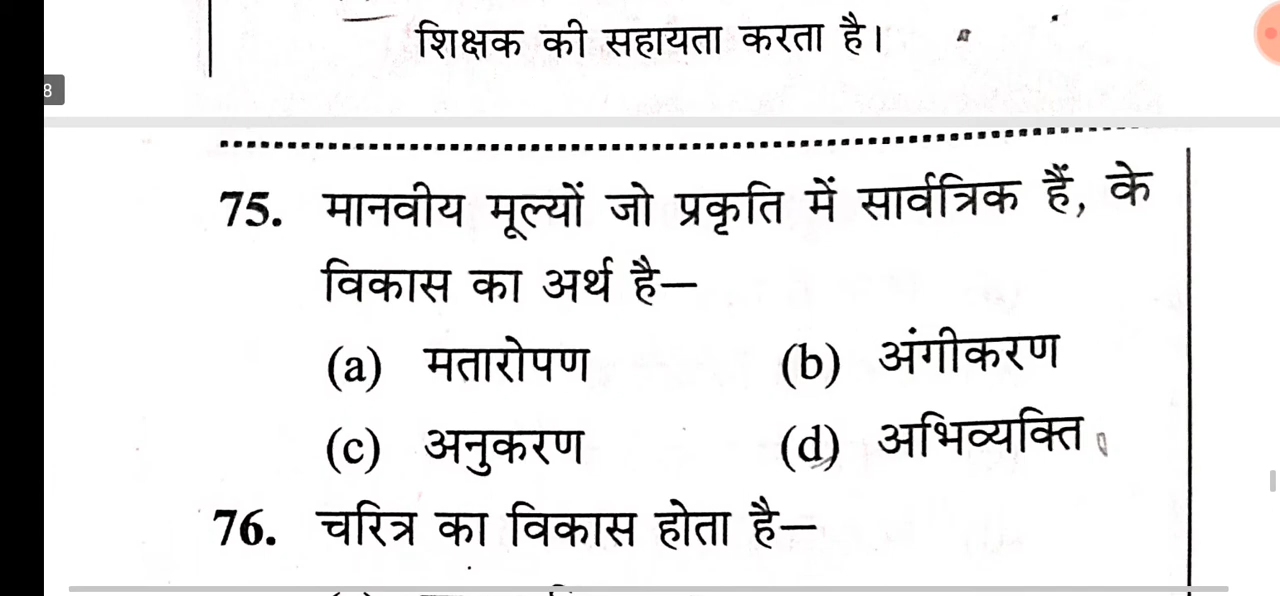 शिक्षक की सहायता करता है।
8
75. मानवीय मूल्यों जो प्रकृति में सार्वत्रिक हैं, के
विकास का अर्थ है—
(a) मतारोपण (b) अंगीकरण
(c) अनुकरण (d) अभिव्यक्ति
76. चरित्र का विकास होता है—